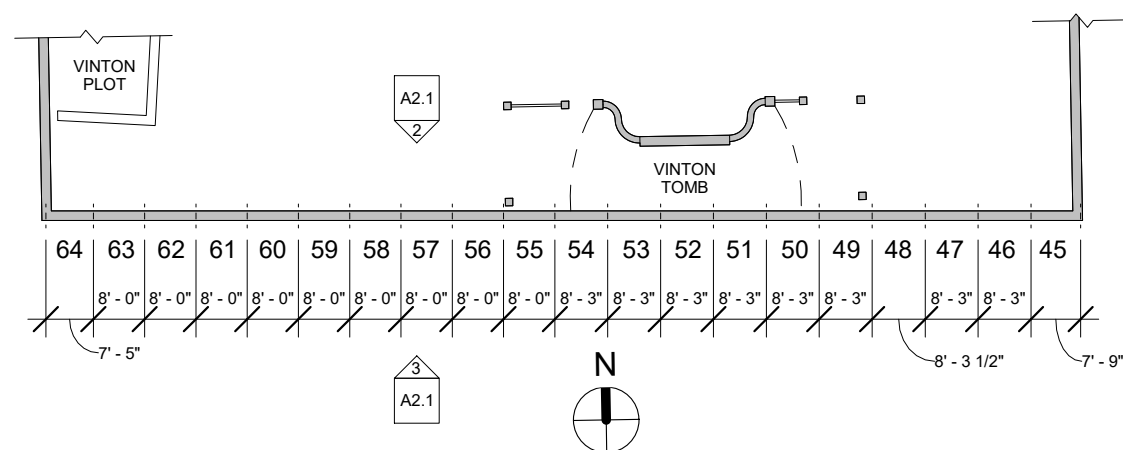 VINTON
PLOT
A2.1
2
VINTON
TOMB
64 63 62 61 60 59 58 57 56 55 54 53 52 51 50 49 48 47 46 45
8' - 0" 8' - 0" 8' - 0" 8' - 0" 8' - 0" 8' - 0" 8' - 0" 8' - 0" 8' - 0" 8' - 3" 8' - 3" 8' - 3" 8' - 3" 8' - 3" 8' - 3" 8' - 3" 8' - 3"
7' - 5" 8' - 3 1/2" 7' - 9"
3
A2.1
N